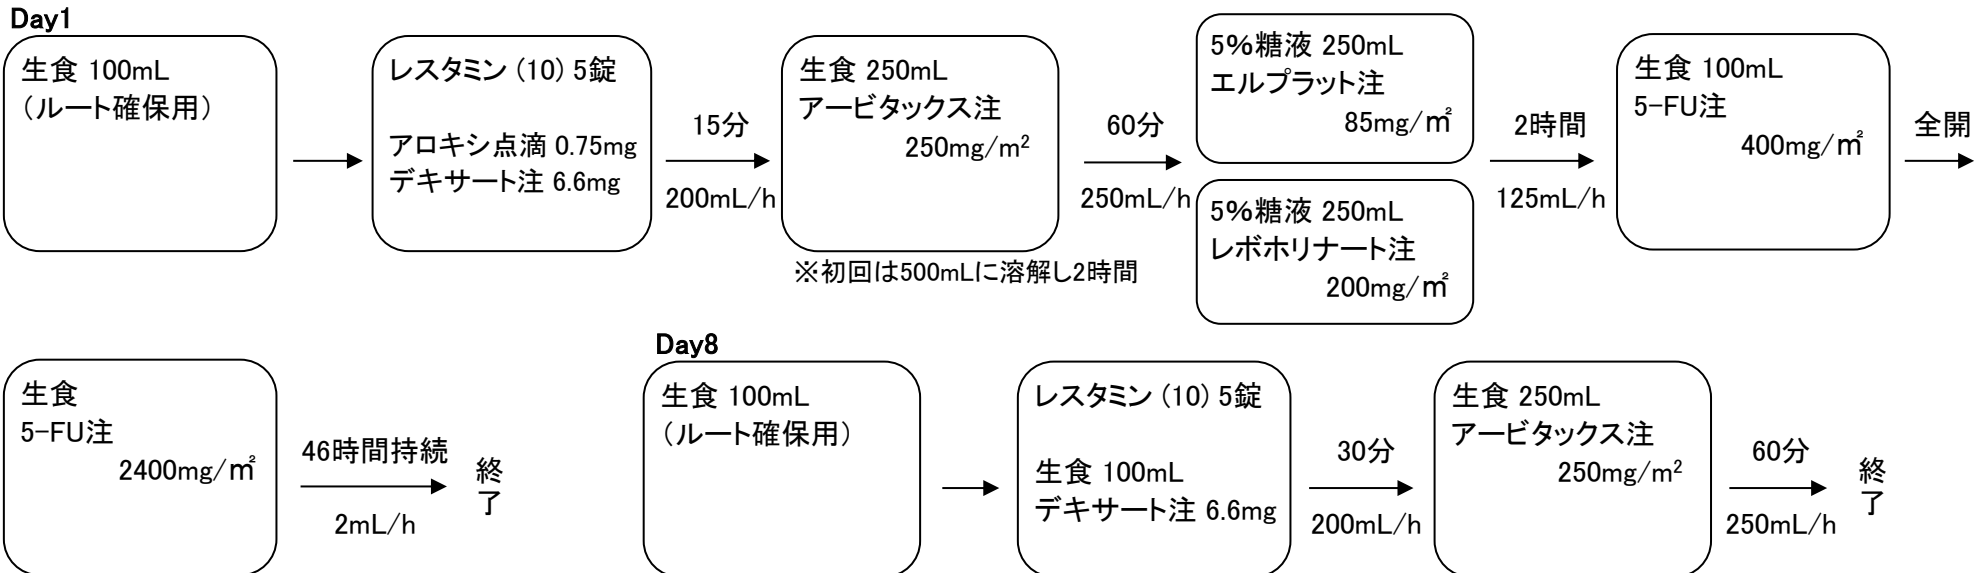 Day1
生食 100mL
（ルート確保用）
レスタミン (10) 5錠
アロキシ点滴 0.75mg
デキサート注 6.6mg
15分
200mL/h
生食 250mL
アービタックス注
250mg/m²
※初回は500mLに溶解し2時間
60分
250mL/h
5%糖液 250mL
エルプラット注
85mg/㎡
5%糖液 250mL
レボホリナート注
200mg/㎡
2時間
125mL/h
生食 100mL
5-FU注
400mg/㎡
全開
生食
5-FU注
2400mg/㎡
46時間持続
2mL/h
終了
Day8
生食 100mL
（ルート確保用）
レスタミン (10) 5錠
生食 100mL
デキサート注 6.6mg
30分
200mL/h
生食 250mL
アービタックス注
250mg/m²
60分
250mL/h
終了